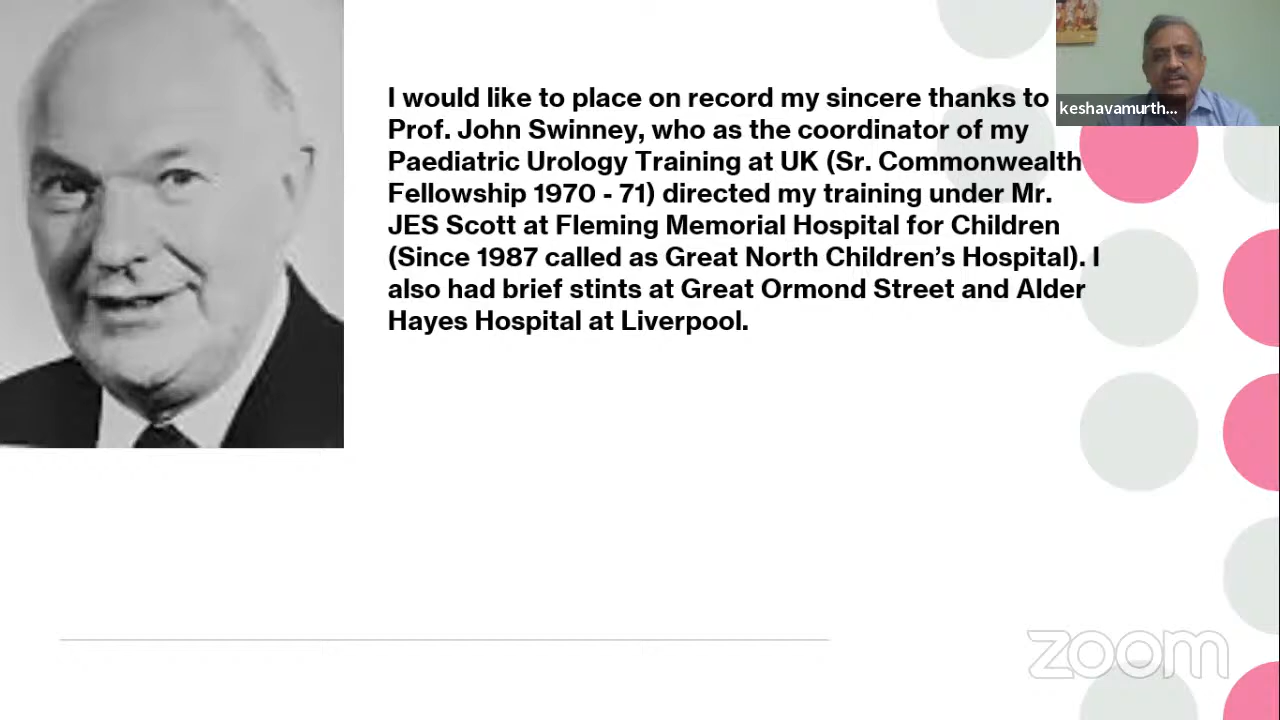 I would like to place on record my sincere thanks to
Prof. John Swinney, who as the coordinator of my
Paediatric Urology Training at UK (Sr. Commonwealth
Fellowship 1970 - 71) directed my training under Mr.
JES Scott at Fleming Memorial Hospital for Children
(Since 1987 called as Great North Children’s Hospital). I
also had brief stints at Great Ormond Street and Alder
Hayes Hospital at Liverpool.
keshavamurth...
zoom